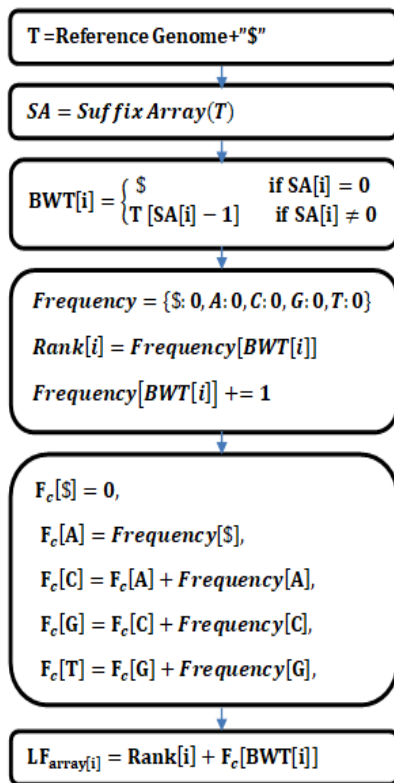 T =Reference Genome+"$"
SA = Suffix Array(T)
BWT[i] = { $ if SA[i] = 0
T [SA[i] − 1] if SA[i] ≠ 0
Frequency = {$: 0, A: 0, C: 0, G: 0, T: 0}
Rank[i] = Frequency[BWT[i]]
Frequency[BWT[i]] += 1
F_c[$] = 0,
F_c[A] = Frequency[$],
F_c[C] = F_c[A] + Frequency[A],
F_c[G] = F_c[C] + Frequency[C],
F_c[T] = F_c[G] + Frequency[G],
LF_array[i] = Rank[i] + F_c[BWT[i]]